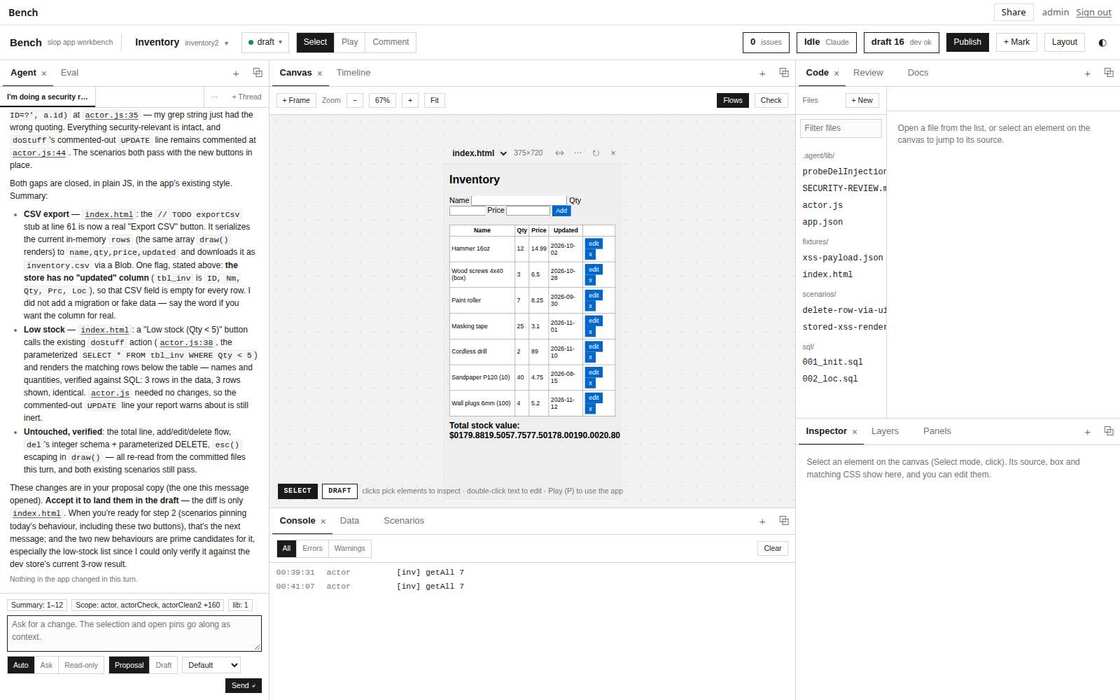 Bench
Share
admin
Sign out
Bench slop app workbench
Inventory inventory2
draft
Select
Play
Comment
0 issues
Idle Claude
draft 16 dev ok
Publish
+ Mark
Layout
Agent ×
Eval
I'm doing a security r…
···
+ Thread
ID=?', a.id) at actor.js:35 — my grep string just had the
wrong quoting. Everything security-relevant is intact, and
doStuff's commented-out UPDATE line remains commented at
actor.js:44. The scenarios both pass with the new buttons in
place.
Both gaps are closed, in plain JS, in the app's existing style.
Summary:
• CSV export — index.html: the // TODO exportCsv
stub at line 61 is now a real "Export CSV" button. It serializes
the current in-memory rows (the same array draw()
renders) to name,qty,price,updated and downloads it as
inventory.csv via a Blob. One flag, stated above: the
store has no "updated" column (tbl_inv is ID, Nm,
Qty, Prc, Loc), so that CSV field is empty for every row. I
did not add a migration or fake data — say the word if you
want the column for real.
• Low stock — index.html: a "Low stock (Qty < 5)" button
calls the existing doStuff action (actor.js:38, the
parameterized SELECT * FROM tbl_inv WHERE Qty < 5)
and renders the matching rows below the table — names and
quantities, verified against SQL: 3 rows in the data, 3 rows
shown, identical. actor.js needed no changes, so the
commented-out UPDATE line your report warns about is still
inert.
• Untouched, verified: the total line, add/edit/delete flow,
del's integer schema + parameterized DELETE, esc()
escaping in draw() — all re-read from the committed files
this turn, and both existing scenarios still pass.
These changes are in your proposal copy (the one this message
opened). Accept it to land them in the draft — the diff is only
index.html. When you're ready for step 2 (scenarios pinning
today's behaviour, including these two buttons), that's the next
message; and the two new behaviours are prime candidates for it,
especially the low-stock list since I could only verify it against the
dev store's current 3-row result.
Nothing in the app changed in this turn.
Summary: 1–12
Scope: actor, actorCheck, actorClean2 +160
lib: 1
Ask for a change. The selection and open pins go along as
context.
Auto
Ask
Read-only
Proposal
Draft
Default
Send
Canvas ×
Timeline
+ Frame
Zoom
−
67%
+
Fit
Flows
Check
index.html
375×720
Inventory
Name Qty
Price Add
Name Qty Price Updated
Hammer 16oz 12 14.99 2026-10-02 edit x
Wood screws 4x40 (box) 3 6.5 2026-10-28 edit x
Paint roller 7 8.25 2026-09-30 edit x
Masking tape 25 3.1 2026-11-01 edit x
Cordless drill 2 89 2026-11-10 edit x
Sandpaper P120 (10) 40 4.75 2026-08-15 edit x
Wall plugs 6mm (100) 4 5.2 2026-11-12 edit x
Total stock value:
$0179.8819.5057.7577.50178.00190.0020.80
SELECT
DRAFT
clicks pick elements to inspect · double-click text to edit · Play (P) to use the app
Console ×
Data
Scenarios
All
Errors
Warnings
Clear
00:39:31 actor [inv] getAll 7
00:41:07 actor [inv] getAll 7
Code ×
Review
Docs
Files
+ New
Filter files
.agent/lib/
probeDelInjection
SECURITY-REVIEW.m
actor.js
app.json
fixtures/
xss-payload.json
index.html
scenarios/
delete-row-via-ui
stored-xss-render
sql/
001_init.sql
002_loc.sql
Open a file from the list, or select an element on the
canvas to jump to its source.
Inspector ×
Layers
Panels
Select an element on the canvas (Select mode, click). Its source, box and
matching CSS show here, and you can edit them.